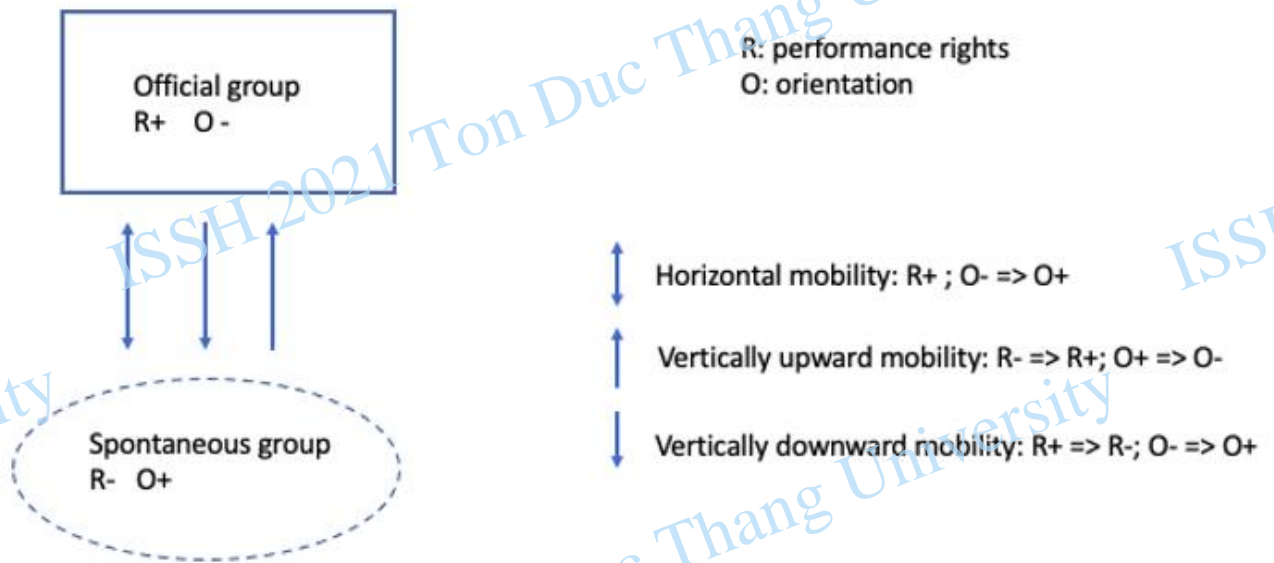 Official group
R+ O -
R: performance rights
O: orientation
ISSH 2021 Ton Duc Thang U
ISSH
Horizontal mobility: R+ ; O- => O+
Vertically upward mobility: R- => R+; O+ => O-
Vertically downward mobility: R+ => R-; O- => O+
Spontaneous group
R- O+
ity
c Thang University